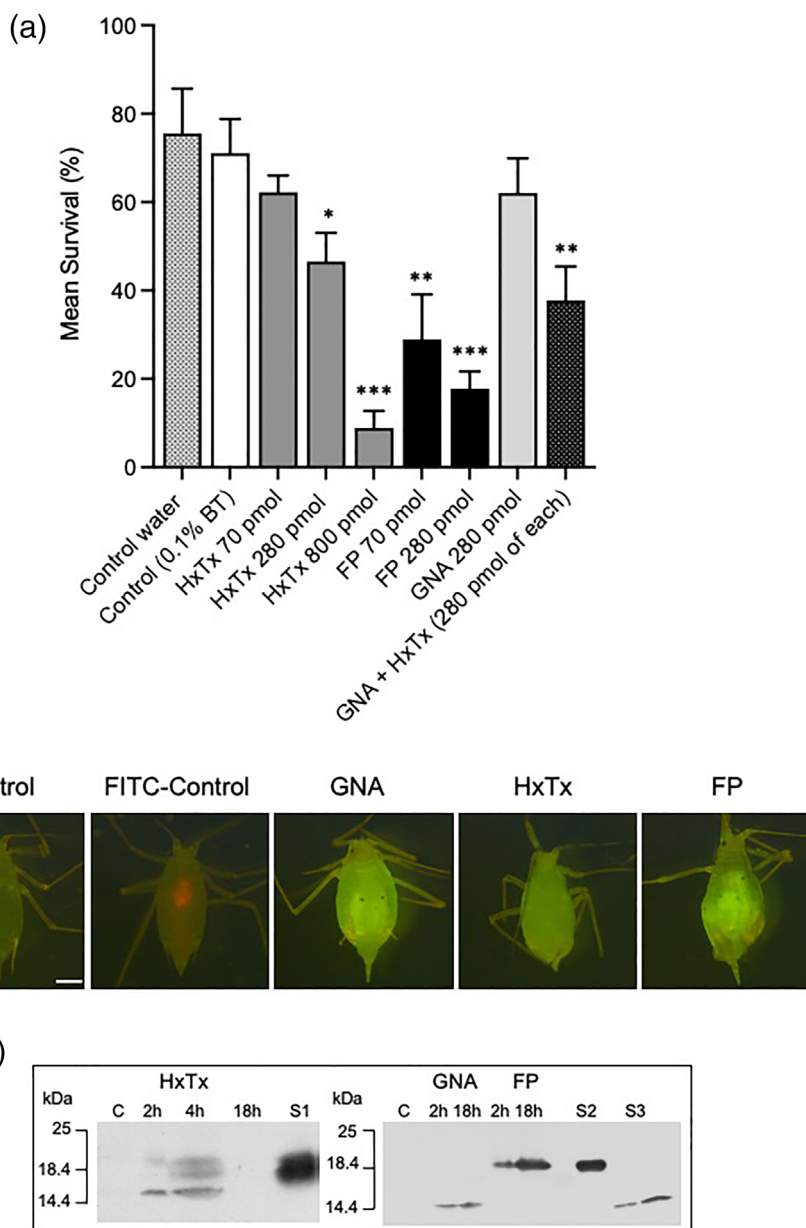 (a)
Mean Survival (%)
100
80
60
40
20
0
*
***
**
***
**
Control water
Control (0.1% BT)
HxTx 70 pmol
HxTx 280 pmol
HxTx 800 pmol
FP 70 pmol
FP 280 pmol
GNA 280 pmol
GNA + HxTx (280 pmol of each)
trol FITC-Control GNA HxTx FP
)
HxTx GNA FP
kDa C 2h 4h 18h S1 kDa C 2h 18h 2h 18h S2 S3
25 25
18.4 18.4
14.4 14.4